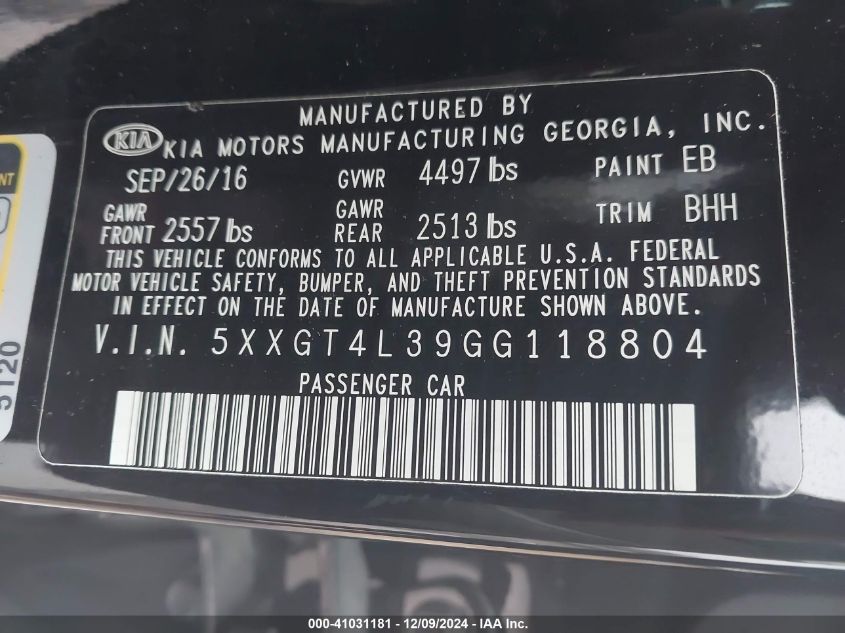 MANUFACTURED BY
KIA KIA MOTORS MANUFACTURING GEORGIA, INC.
SEP/26/16 GVWR 4497 lbs PAINT EB
GAWR FRONT 2557 lbs GAWR REAR 2513 lbs TRIM BHH
THIS VEHICLE CONFORMS TO ALL APPLICABLE U.S.A. FEDERAL
MOTOR VEHICLE SAFETY, BUMPER, AND THEFT PREVENTION STANDARDS
IN EFFECT ON THE DATE OF MANUFACTURE SHOWN ABOVE.
V.I.N. 5XXGT4L39GG118804
PASSENGER CAR
5120
000-41031181 - 12/09/2024 - IAA Inc.